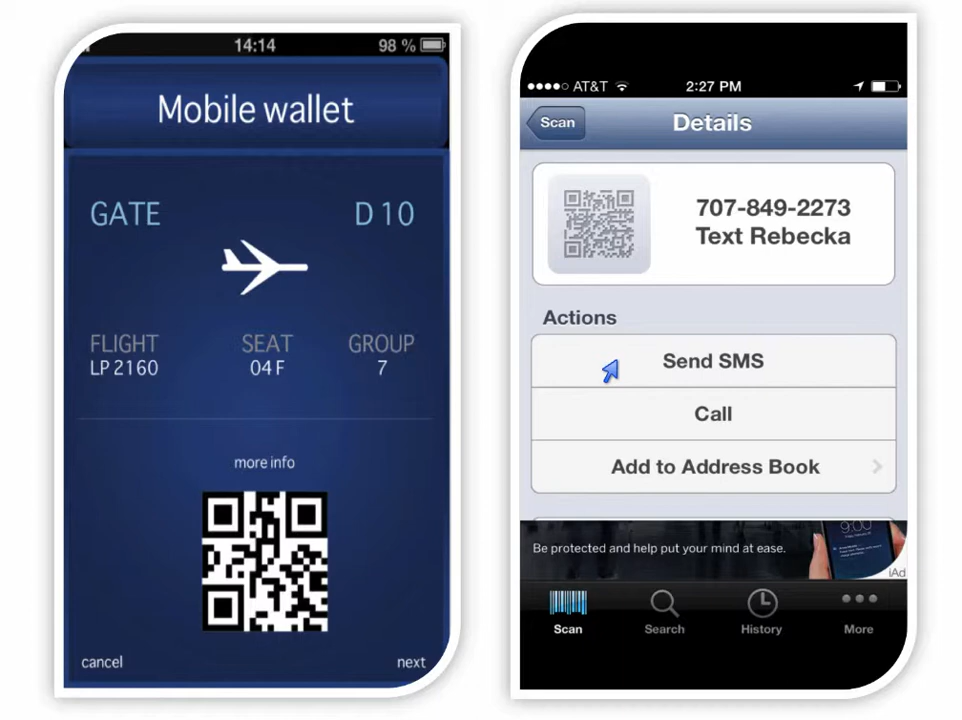 14:14 98 %
Mobile wallet
GATE D 10
FLIGHT SEAT GROUP
LP 2160 04 F 7
more info
cancel next
AT&T 2:27 PM
Scan Details
707-849-2273
Text Rebecka
Actions
Send SMS
Call
Add to Address Book
9:00
Be protected and help put your mind at ease.
iAd
Scan Search History More